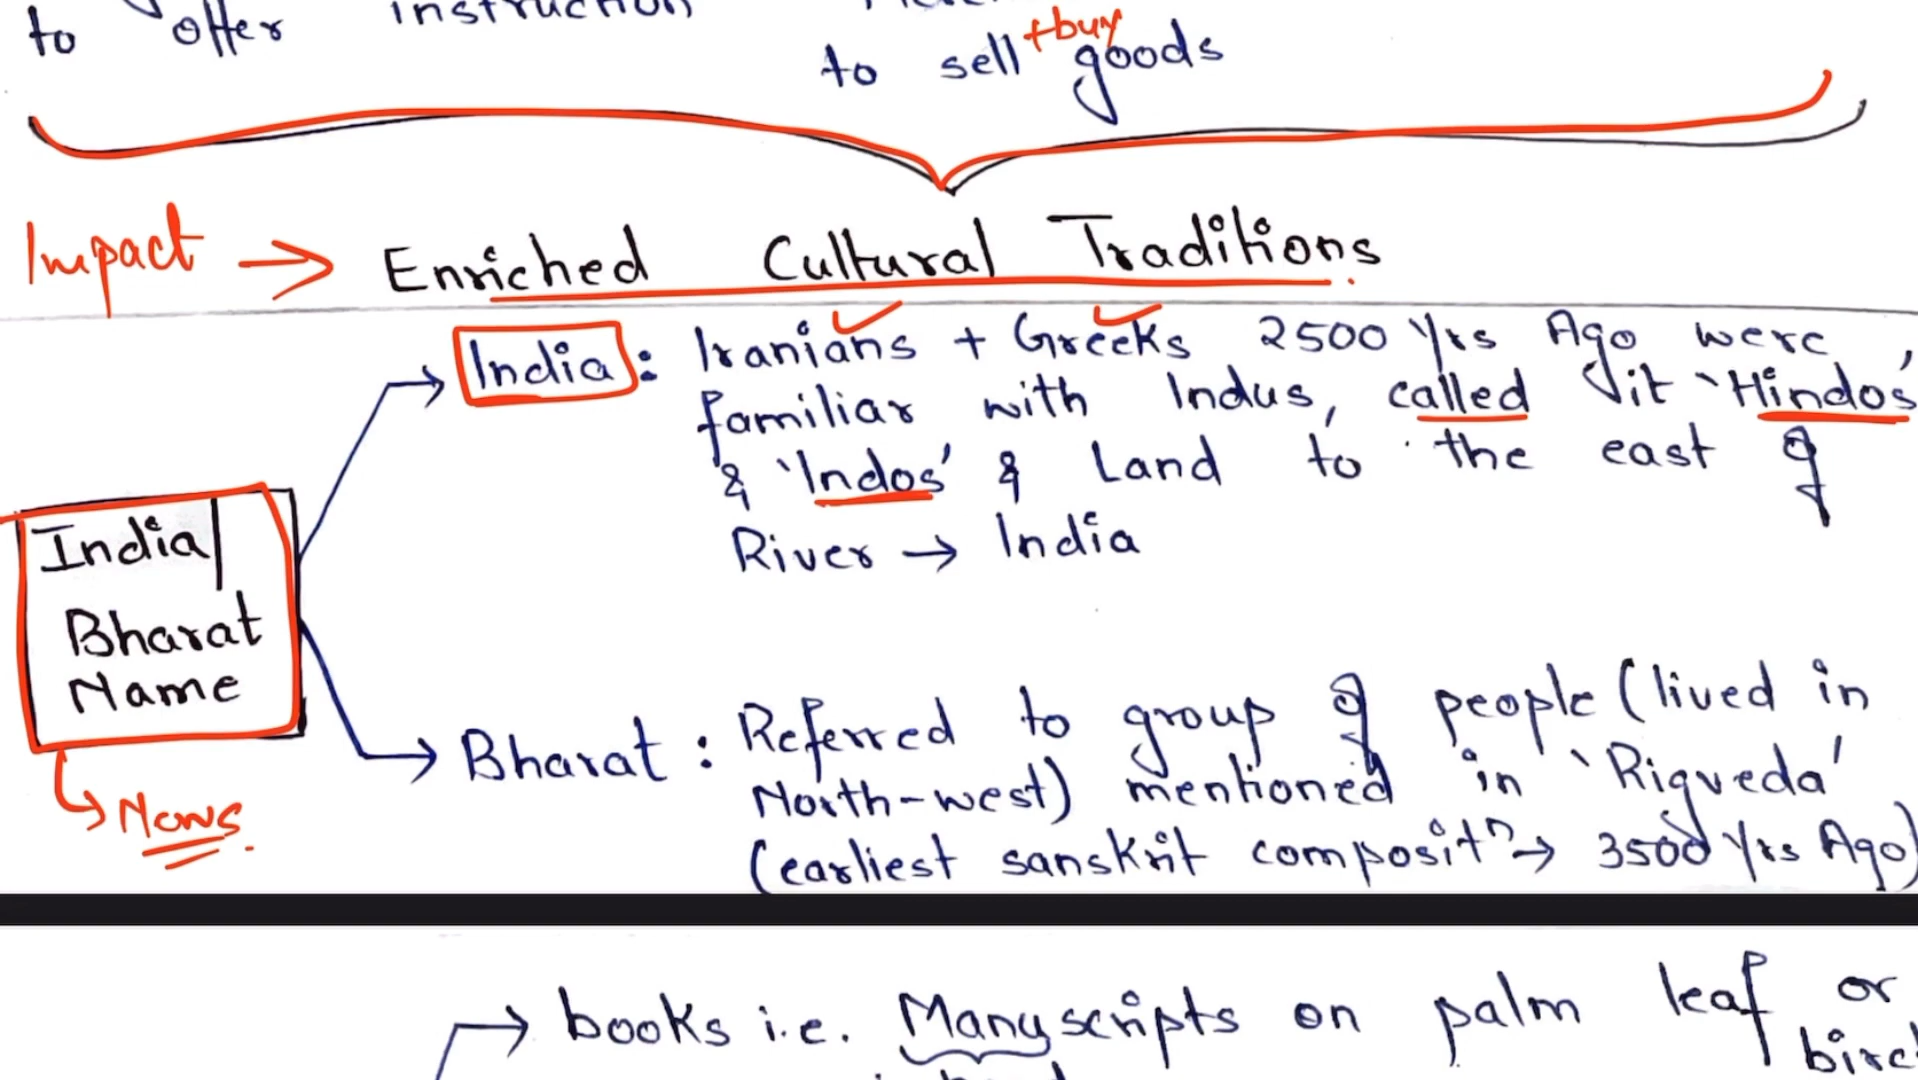 to offer instruction
to sell +buy goods
Impact → Enriched Cultural Traditions
India : Iranians + Greeks 2500 Yrs Ago were
familiar with Indus, called it 'Hindos'
& 'Indos' & Land to the east of
River → India
India/
Bharat
Name
↳ News
Bharat : Referred to group of people (lived in
North-west) mentioned in 'Rigveda'
(earliest sanskrit composit⁠ⁿ → 3500 Yrs Ago)
→ books i.e. Manuscripts on palm leaf or